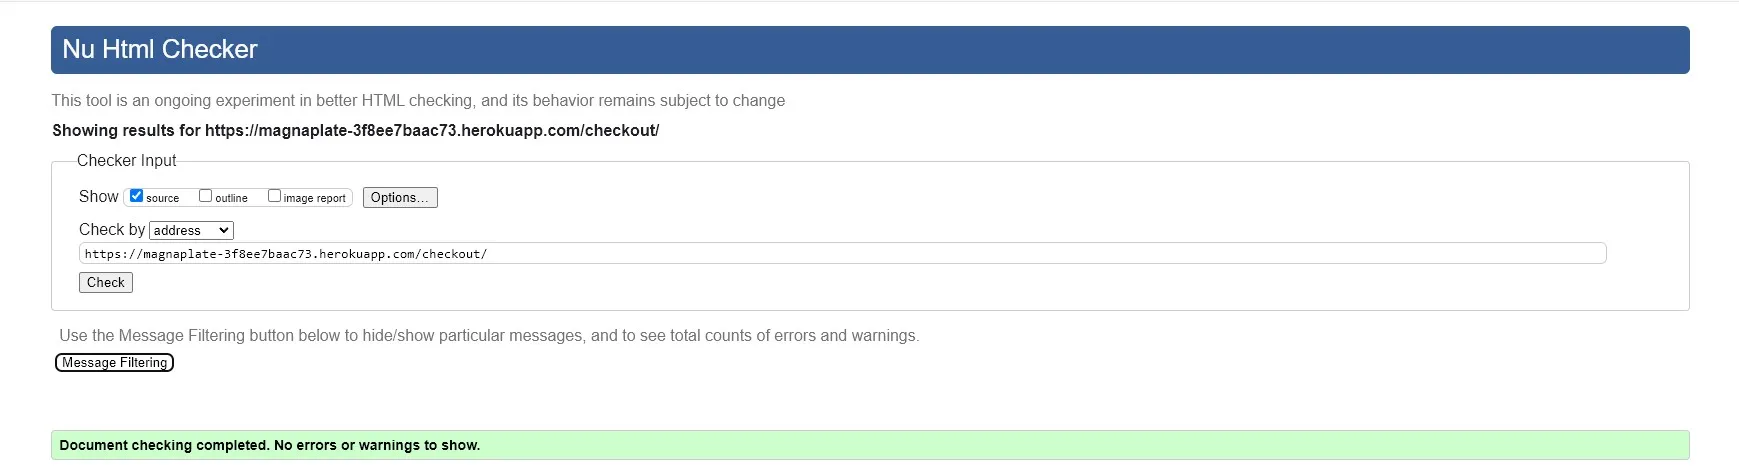 Nu Html Checker
This tool is an ongoing experiment in better HTML checking, and its behavior remains subject to change
Showing results for https://magnaplate-3f8ee7baac73.herokuapp.com/checkout/
Checker Input
Show source outline image report Options...
Check by address
https://magnaplate-3f8ee7baac73.herokuapp.com/checkout/
Check
Use the Message Filtering button below to hide/show particular messages, and to see total counts of errors and warnings.
Message Filtering
Document checking completed. No errors or warnings to show.